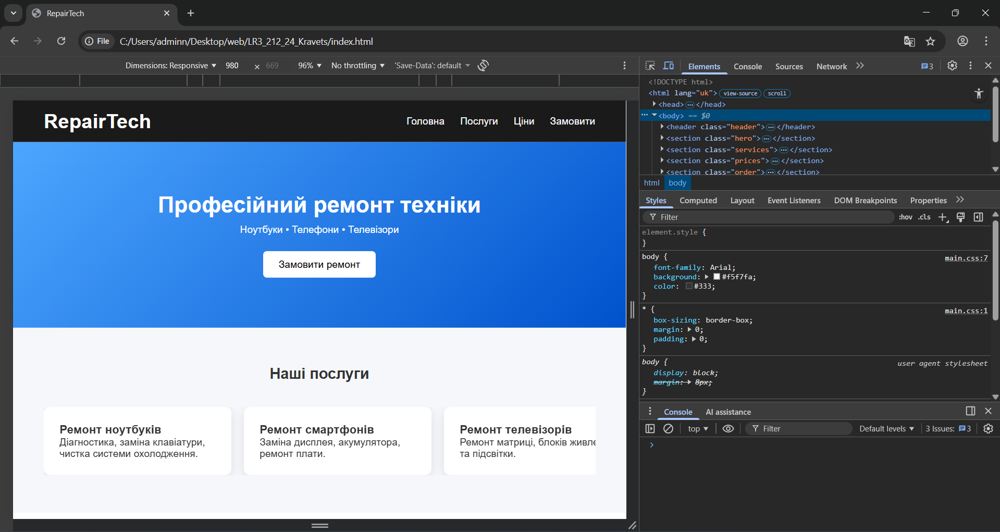 RepairTech
File
C:/Users/adminn/Desktop/web/LR3_212_24_Kravets/index.html
Dimensions: Responsive 980 × 669 96% No throttling 'Save-Data': default
Elements Console Sources Network 3
RepairTech
Головна Послуги Ціни Замовити
Професійний ремонт техніки
Ноутбуки • Телефони • Телевізори
Замовити ремонт
Наші послуги
Ремонт ноутбуків
Діагностика, заміна клавіатури,
чистка системи охолодження.
Ремонт смартфонів
Заміна дисплея, акумулятора,
ремонт плати.
Ремонт телевізорів
Ремонт матриці, блоків живле
та підсвітки.
<!DOCTYPE html>
<html lang="uk"> view-source scroll
<head> ⋯ </head>
⋯ <body> == $0
<header class="header"> ⋯ </header>
<section class="hero"> ⋯ </section>
<section class="services"> ⋯ </section>
<section class="prices"> ⋯ </section>
<section class="order"> ⋯ </section>
html body
Styles Computed Layout Event Listeners DOM Breakpoints Properties
Filter :hov .cls
element.style {
}
body { main.css:7
font-family: Arial;
background: #f5f7fa;
color: #333;
}
* { main.css:1
box-sizing: border-box;
margin: 0;
padding: 0;
}
body { user agent stylesheet
display: block;
margin: 8px;
}
Console AI assistance
top Filter Default levels 3 Issues: 3